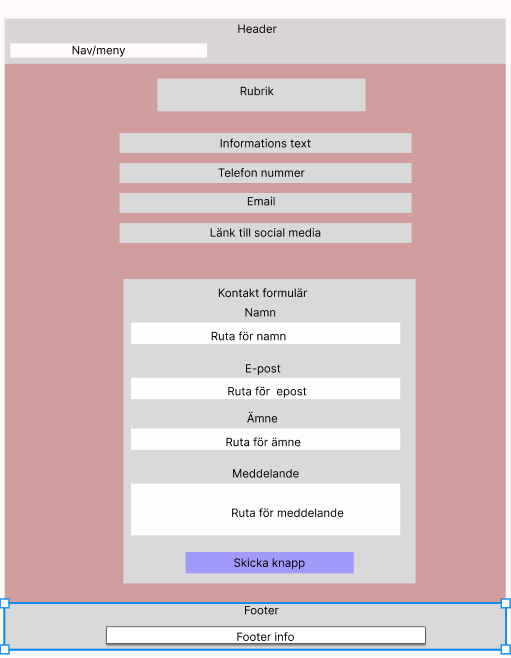 Header
Nav/meny
Rubrik
Informations text
Telefon nummer
Email
Länk till social media
Kontakt formulär
Namn
Ruta för namn
E-post
Ruta för  epost
Ämne
Ruta för ämne
Meddelande
Ruta för meddelande
Skicka knapp
Footer
Footer info